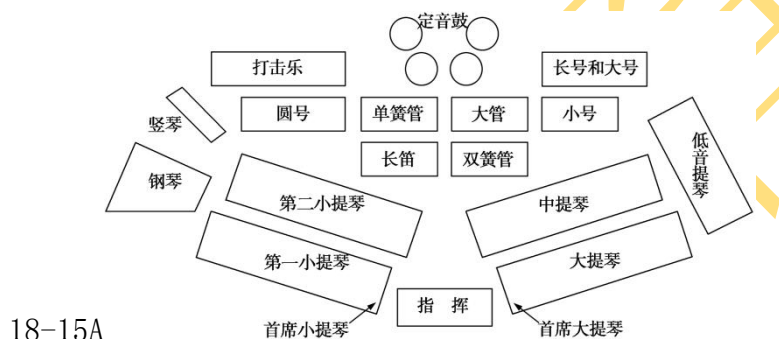 定音鼓
打击乐
长号和大号
竖琴
圆号
单簧管
大管
小号
低音提琴
长笛
双簧管
钢琴
第二小提琴
中提琴
第一小提琴
大提琴
指 挥
首席小提琴
首席大提琴
18-15A